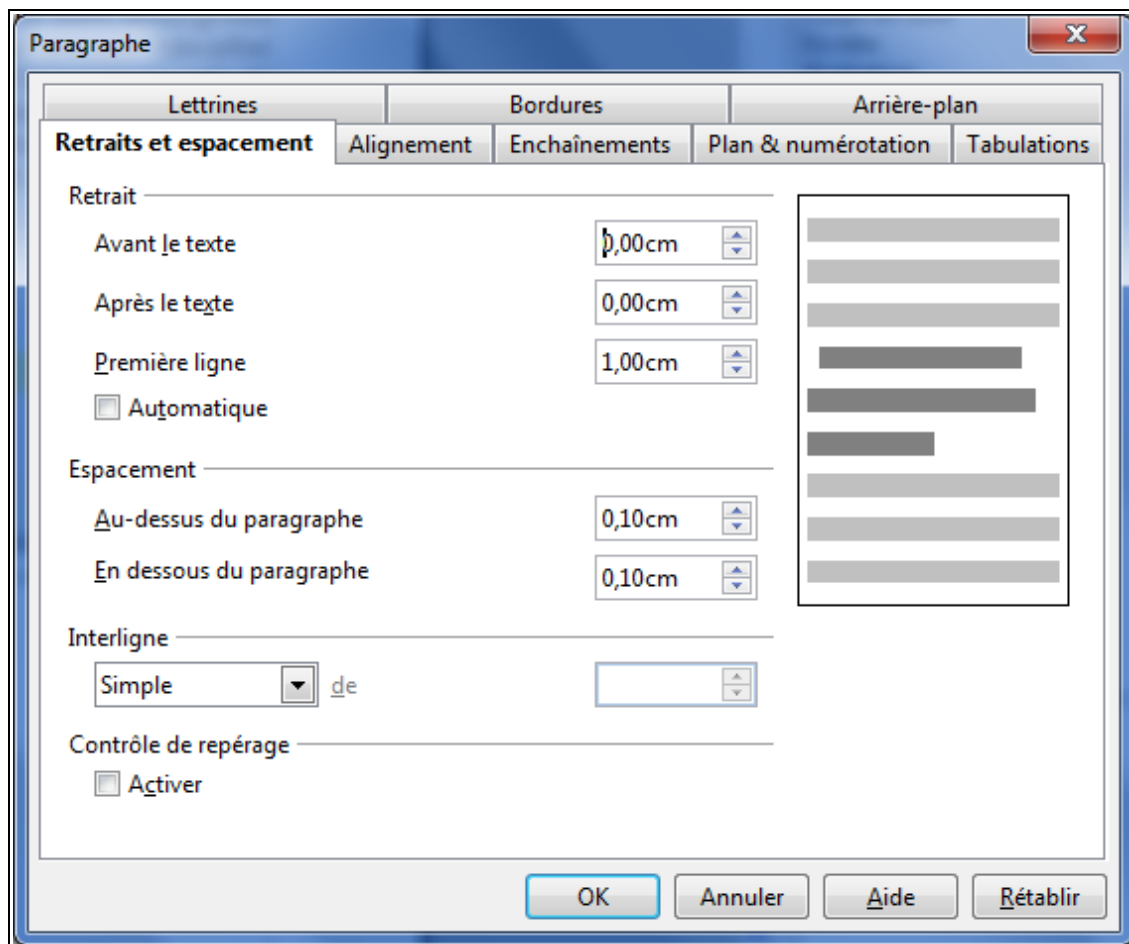 Paragraphe
Lettrines Bordures Arrière-plan
Retraits et espacement Alignement Enchaînements Plan & numérotation Tabulations
Retrait
Avant le texte 0,00cm
Après le texte 0,00cm
Première ligne 1,00cm
Automatique
Espacement
Au-dessus du paragraphe 0,10cm
En dessous du paragraphe 0,10cm
Interligne
Simple de
Contrôle de repérage
Activer
OK Annuler Aide Rétablir